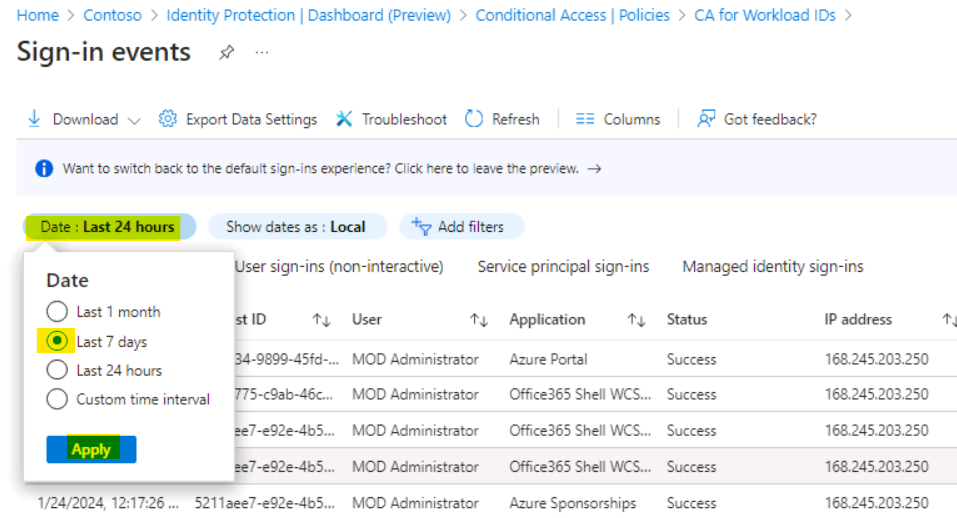 Home > Contoso > Identity Protection | Dashboard (Preview) > Conditional Access | Policies > CA for Workload IDs >
Sign-in events ...
Download Export Data Settings Troubleshoot Refresh Columns Got feedback?
Want to switch back to the default sign-ins experience? Click here to leave the preview. →
Date : Last 24 hours Show dates as : Local Add filters
User sign-ins (non-interactive) Service principal sign-ins Managed identity sign-ins
Date
Last 1 month
Last 7 days
Last 24 hours
Custom time interval
Apply
st ID User Application Status IP address
34-9899-45fd-... MOD Administrator Azure Portal Success 168.245.203.250
775-c9ab-46c... MOD Administrator Office365 Shell WCS... Success 168.245.203.250
ee7-e92e-4b5... MOD Administrator Office365 Shell WCS... Success 168.245.203.250
ee7-e92e-4b5... MOD Administrator Office365 Shell WCS... Success 168.245.203.250
1/24/2024, 12:17:26 ... 5211aee7-e92e-4b5... MOD Administrator Azure Sponsorships Success 168.245.203.250